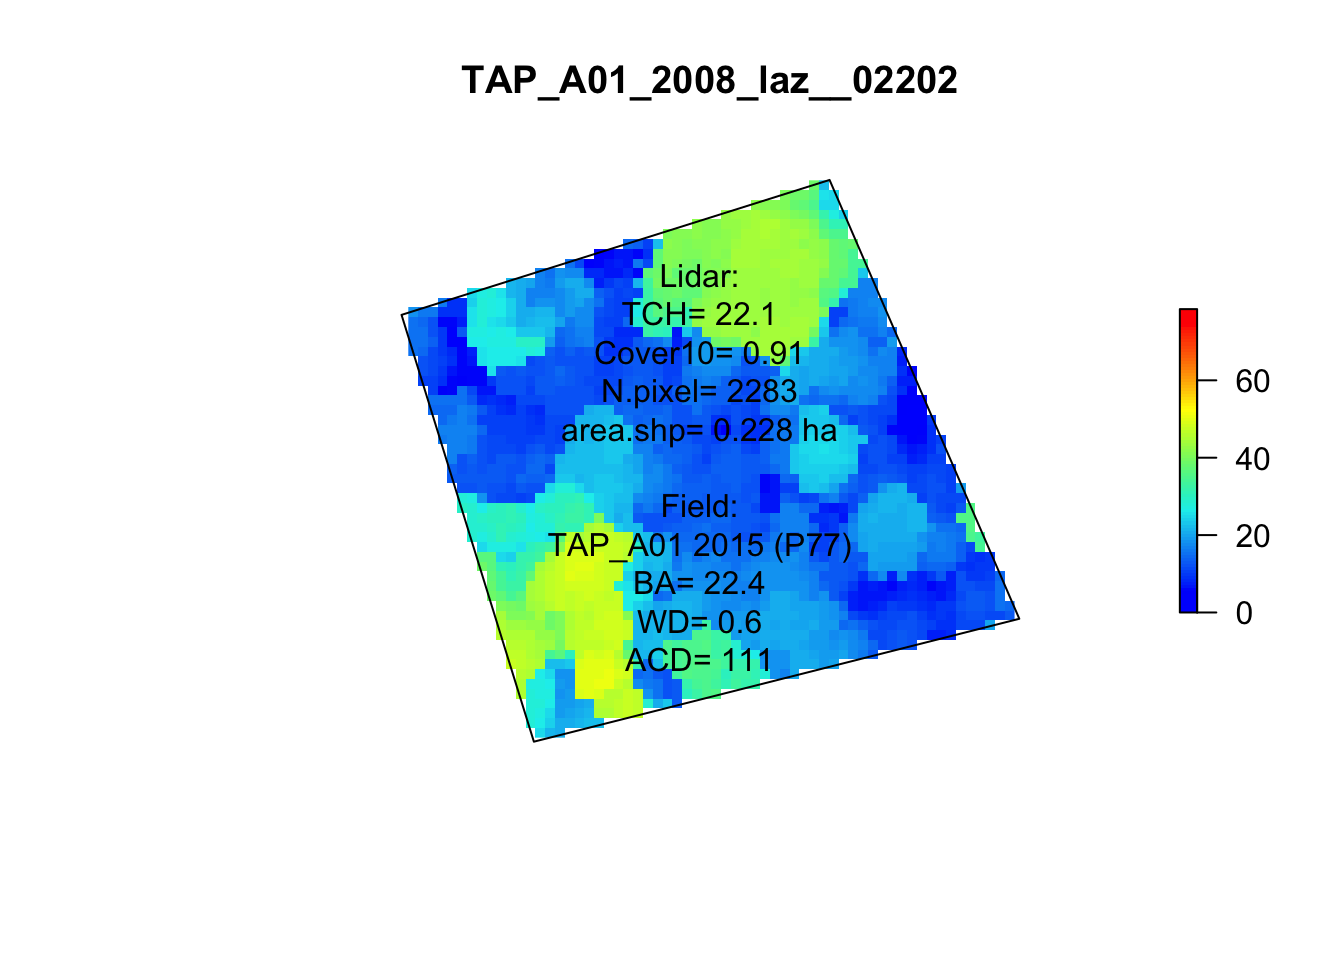 TAP_A01_2008_laz__02202
Lidar:
TCH= 22.1
Cover10= 0.91
N.pixel= 2283
area.shp= 0.228 ha
Field:
TAP_A01 2015 (P77)
BA= 22.4
WD= 0.6
ACD= 111
60
40
20
0